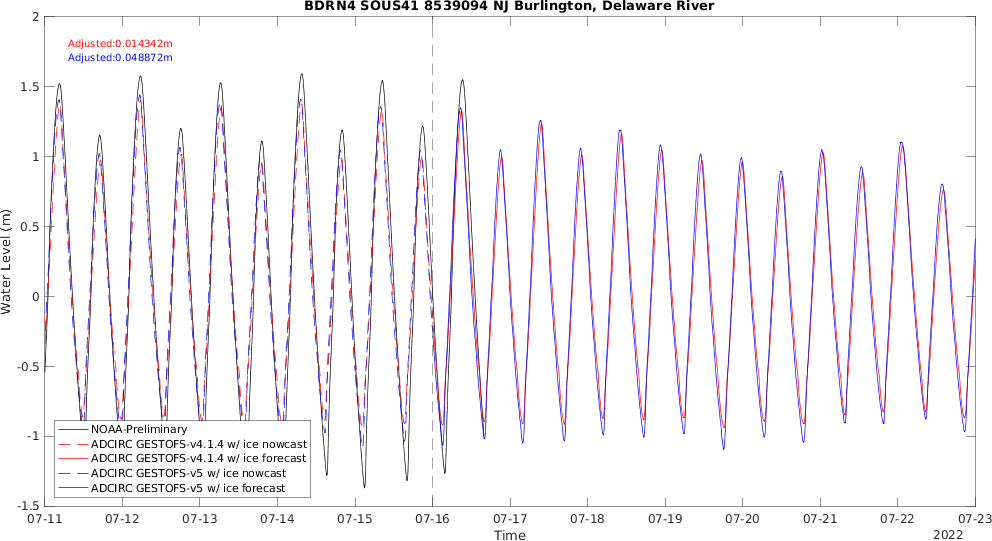 BDRN4 SOUS41 8539094 NJ Burlington, Delaware River
2
Adjusted:0.014342m
Adjusted:0.048872m
1.5
1
0.5
0
-0.5
-1
-1.5
Water Level (m)
NOAA-Preliminary
ADCIRC GESTOFS-v4.1.4 w/ ice nowcast
ADCIRC GESTOFS-v4.1.4 w/ ice forecast
ADCIRC GESTOFS-v5 w/ ice nowcast
ADCIRC GESTOFS-v5 w/ ice forecast
07-11 07-12 07-13 07-14 07-15 07-16 07-17 07-18 07-19 07-20 07-21 07-22 07-23
Time
2022